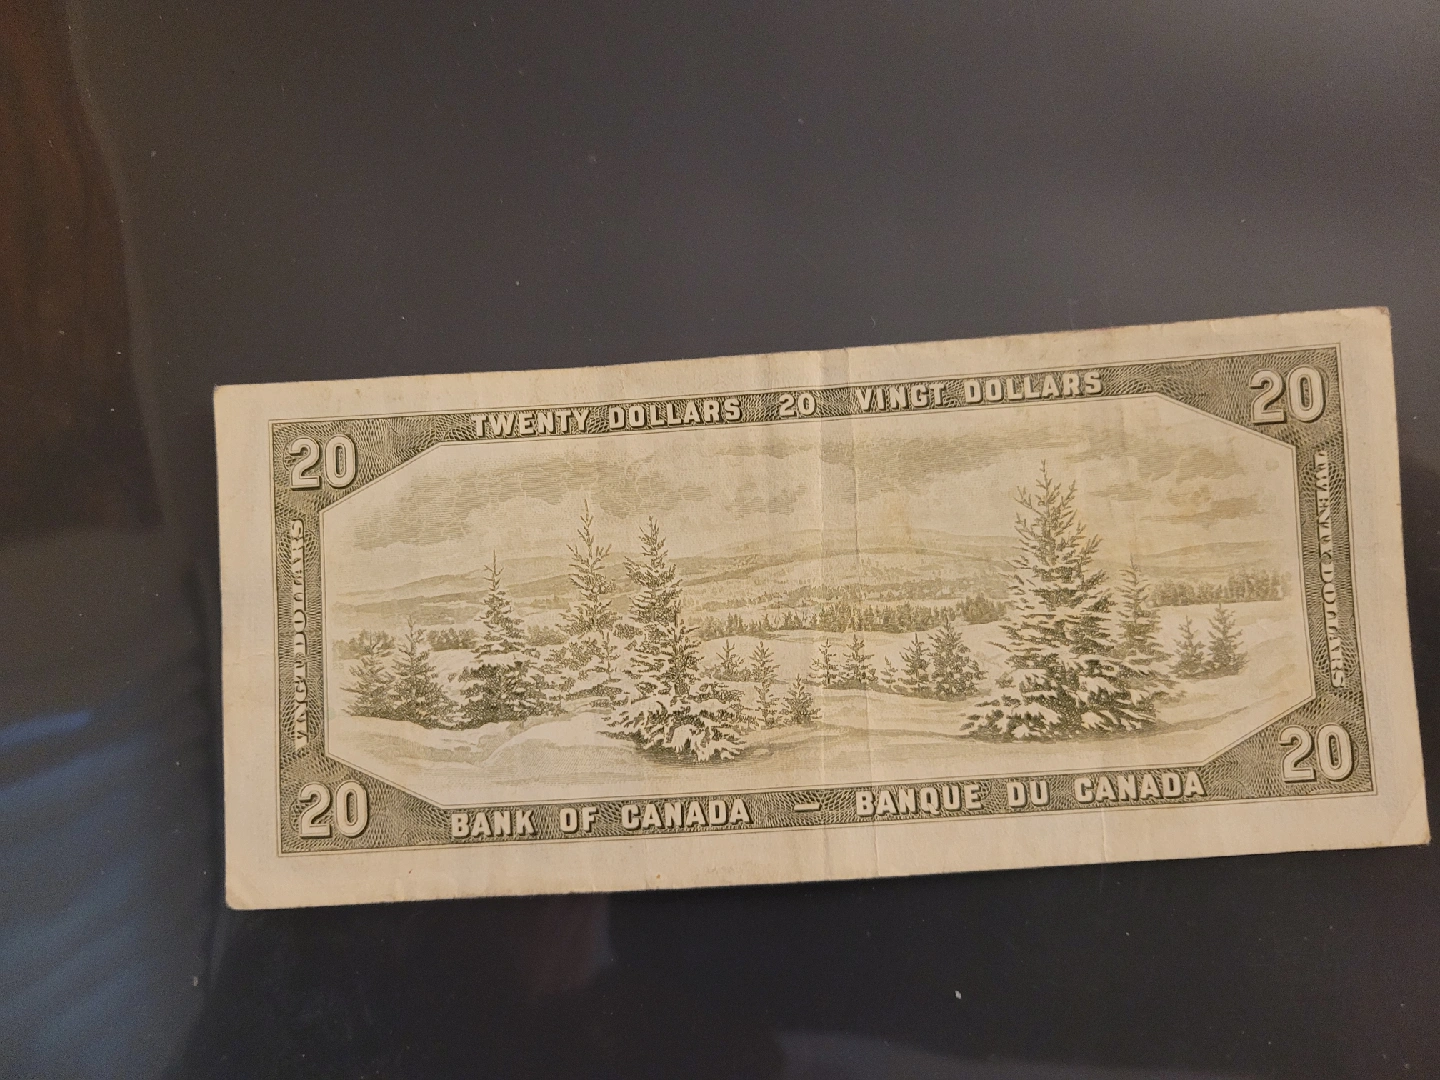 TWENTY DOLLARS 20 VINGT DOLLARS
20
20
VINGT DOLLARS
TWENTY DOLLARS
20
20
BANK OF CANADA — BANQUE DU CANADA